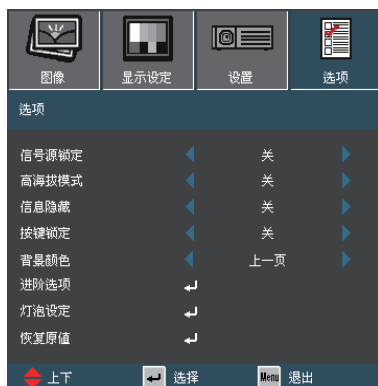 图像 显示设定 设置 选项
选项
信号源锁定 关
高海拔模式 关
信息隐藏 关
按键锁定 关
背景颜色 上一页
进阶选项
灯泡设定
恢复原值
上下 选择 Menu 退出